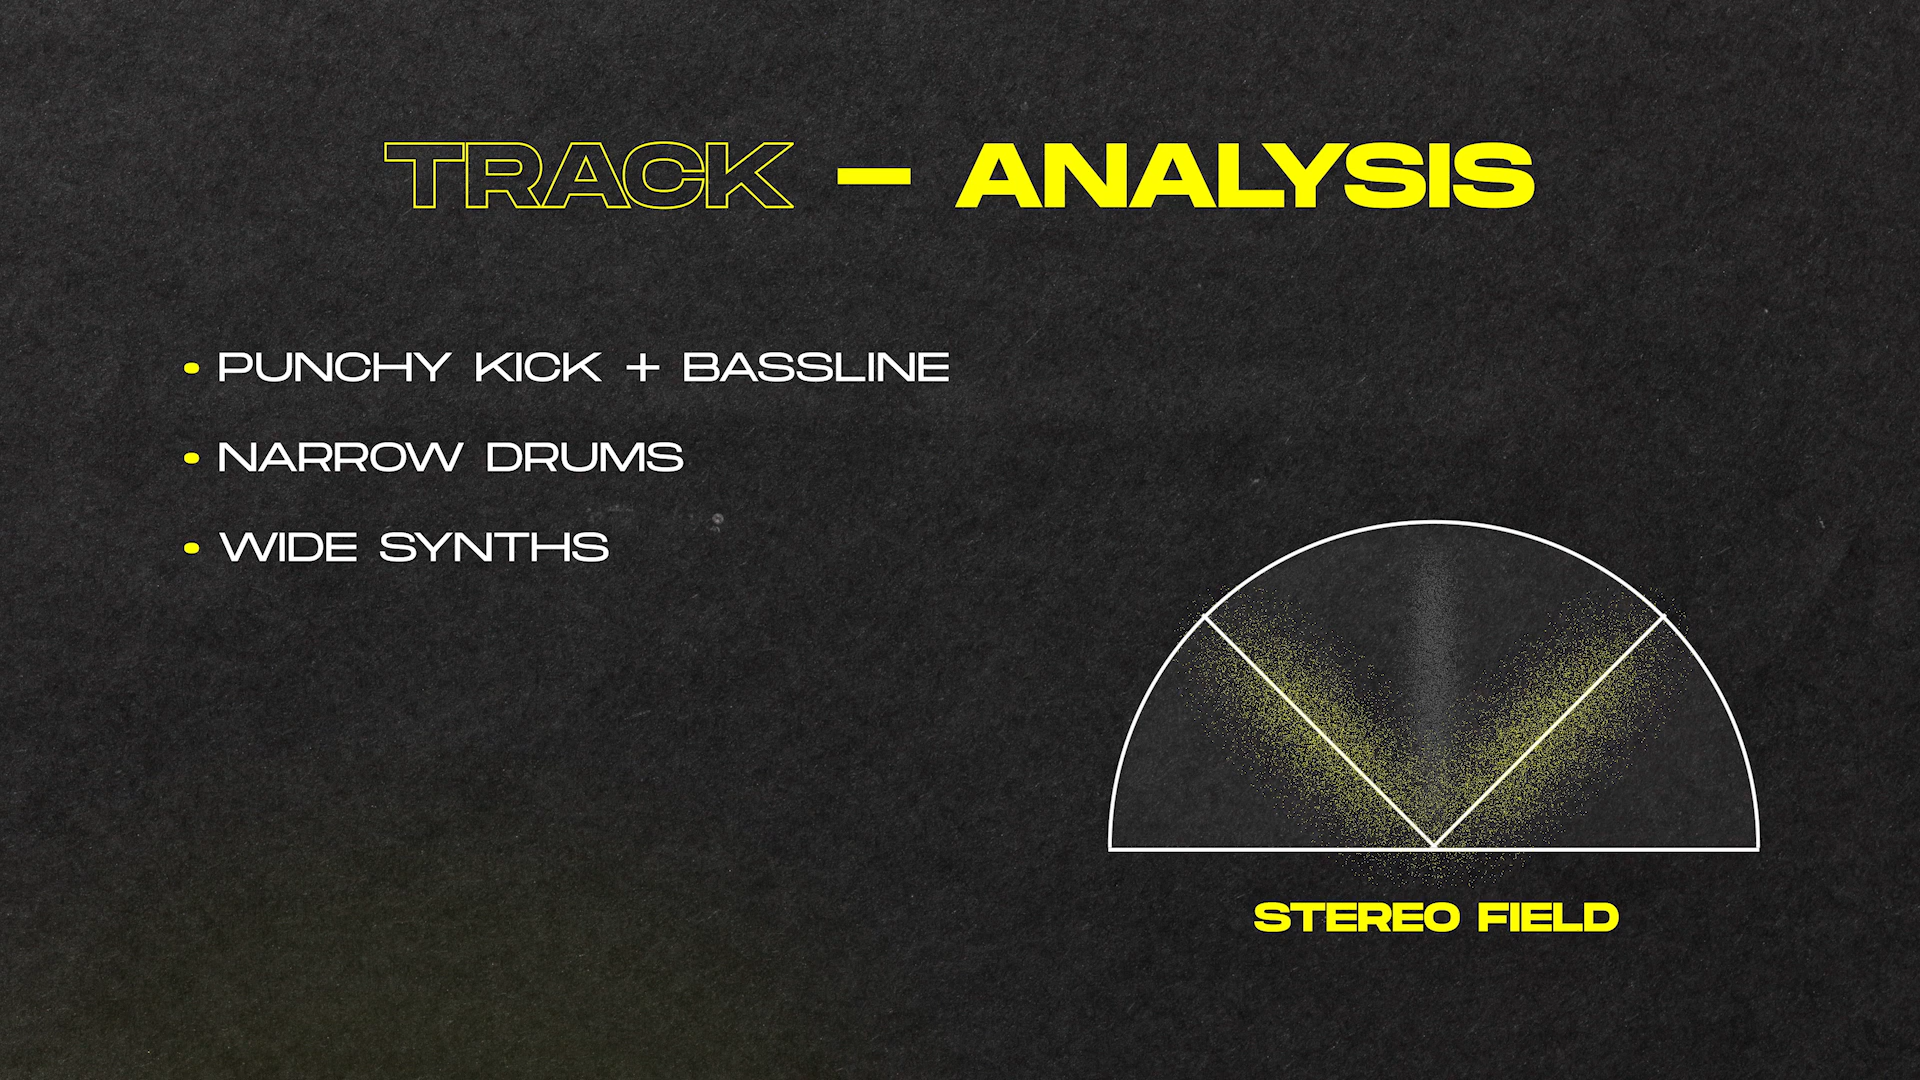 TRACK – ANALYSIS
• PUNCHY KICK + BASSLINE
• NARROW DRUMS
• WIDE SYNTHS
STEREO FIELD